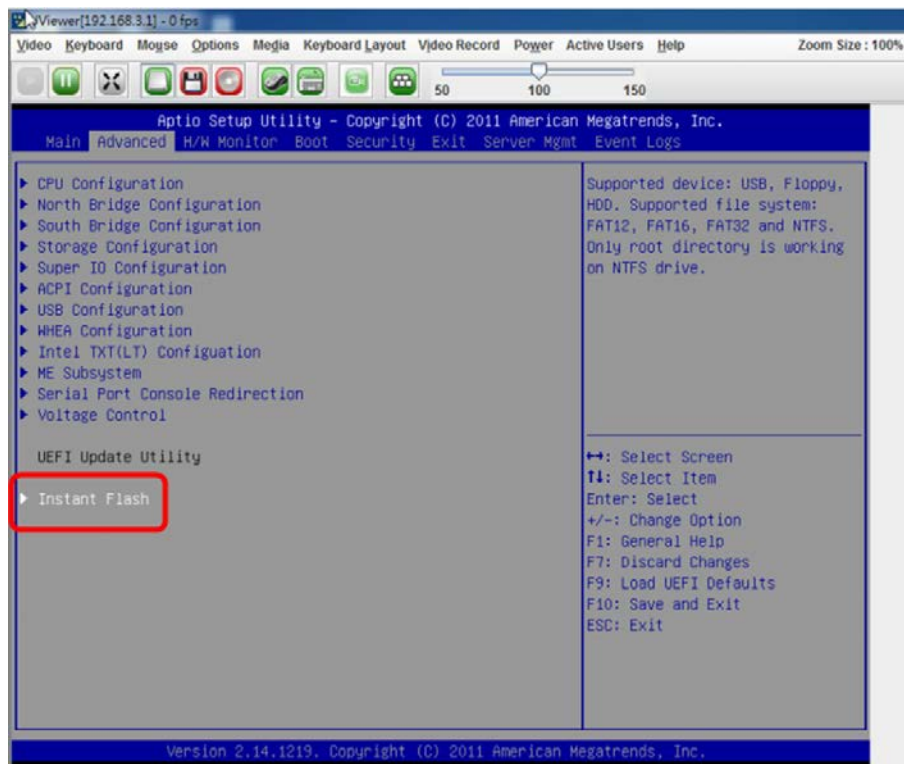 JViewer[192.168.3.1] - 0 fps
Video Keyboard Mouse Options Media Keyboard Layout Video Record Power Active Users Help Zoom Size : 100%
50 100 150
Aptio Setup Utility - Copyright (C) 2011 American Megatrends, Inc.
Main Advanced H/W Monitor Boot Security Exit Server Mgmt Event Logs
CPU Configuration
North Bridge Configuration
South Bridge Configuration
Storage Configuration
Super IO Configuration
ACPI Configuration
USB Configuration
WHEA Configuration
Intel TXT(LT) Configuation
ME Subsystem
Serial Port Console Redirection
Voltage Control
UEFI Update Utility
Instant Flash
Supported device: USB, Floppy,
HDD. Supported file system:
FAT12, FAT16, FAT32 and NTFS.
Only root directory is working
on NTFS drive.
↔: Select Screen
↑↓: Select Item
Enter: Select
+/-: Change Option
F1: General Help
F7: Discard Changes
F9: Load UEFI Defaults
F10: Save and Exit
ESC: Exit
Version 2.14.1219. Copyright (C) 2011 American Megatrends, Inc.